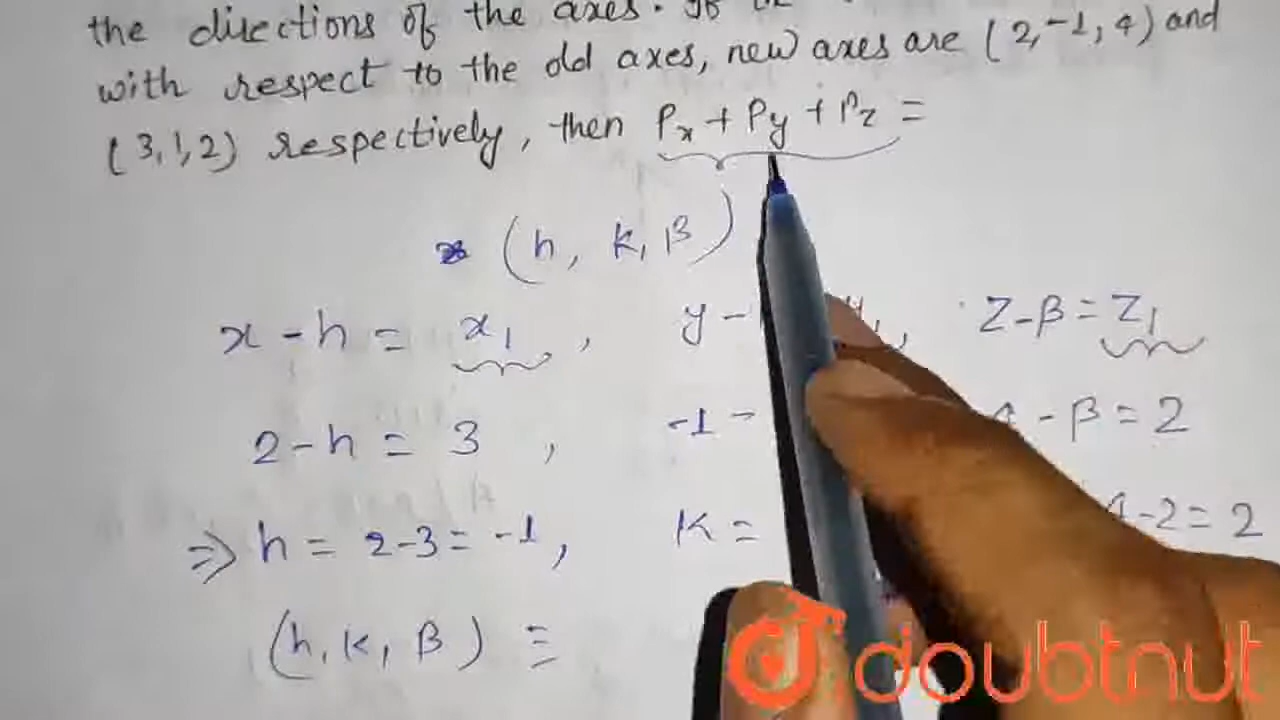 the directions of the axes. If
with respect to the old axes, new axes are (2,-1,4) and
(3,1,2) respectively, then Px + Py + Pz =
(h, k, β)
x - h = x1 , y - , Z - β = Z1
2 - h = 3 , -1 - 4 - β = 2
=> h = 2-3 = -1, K = 4-2 = 2
(h, k, β) ≡
doubtnut